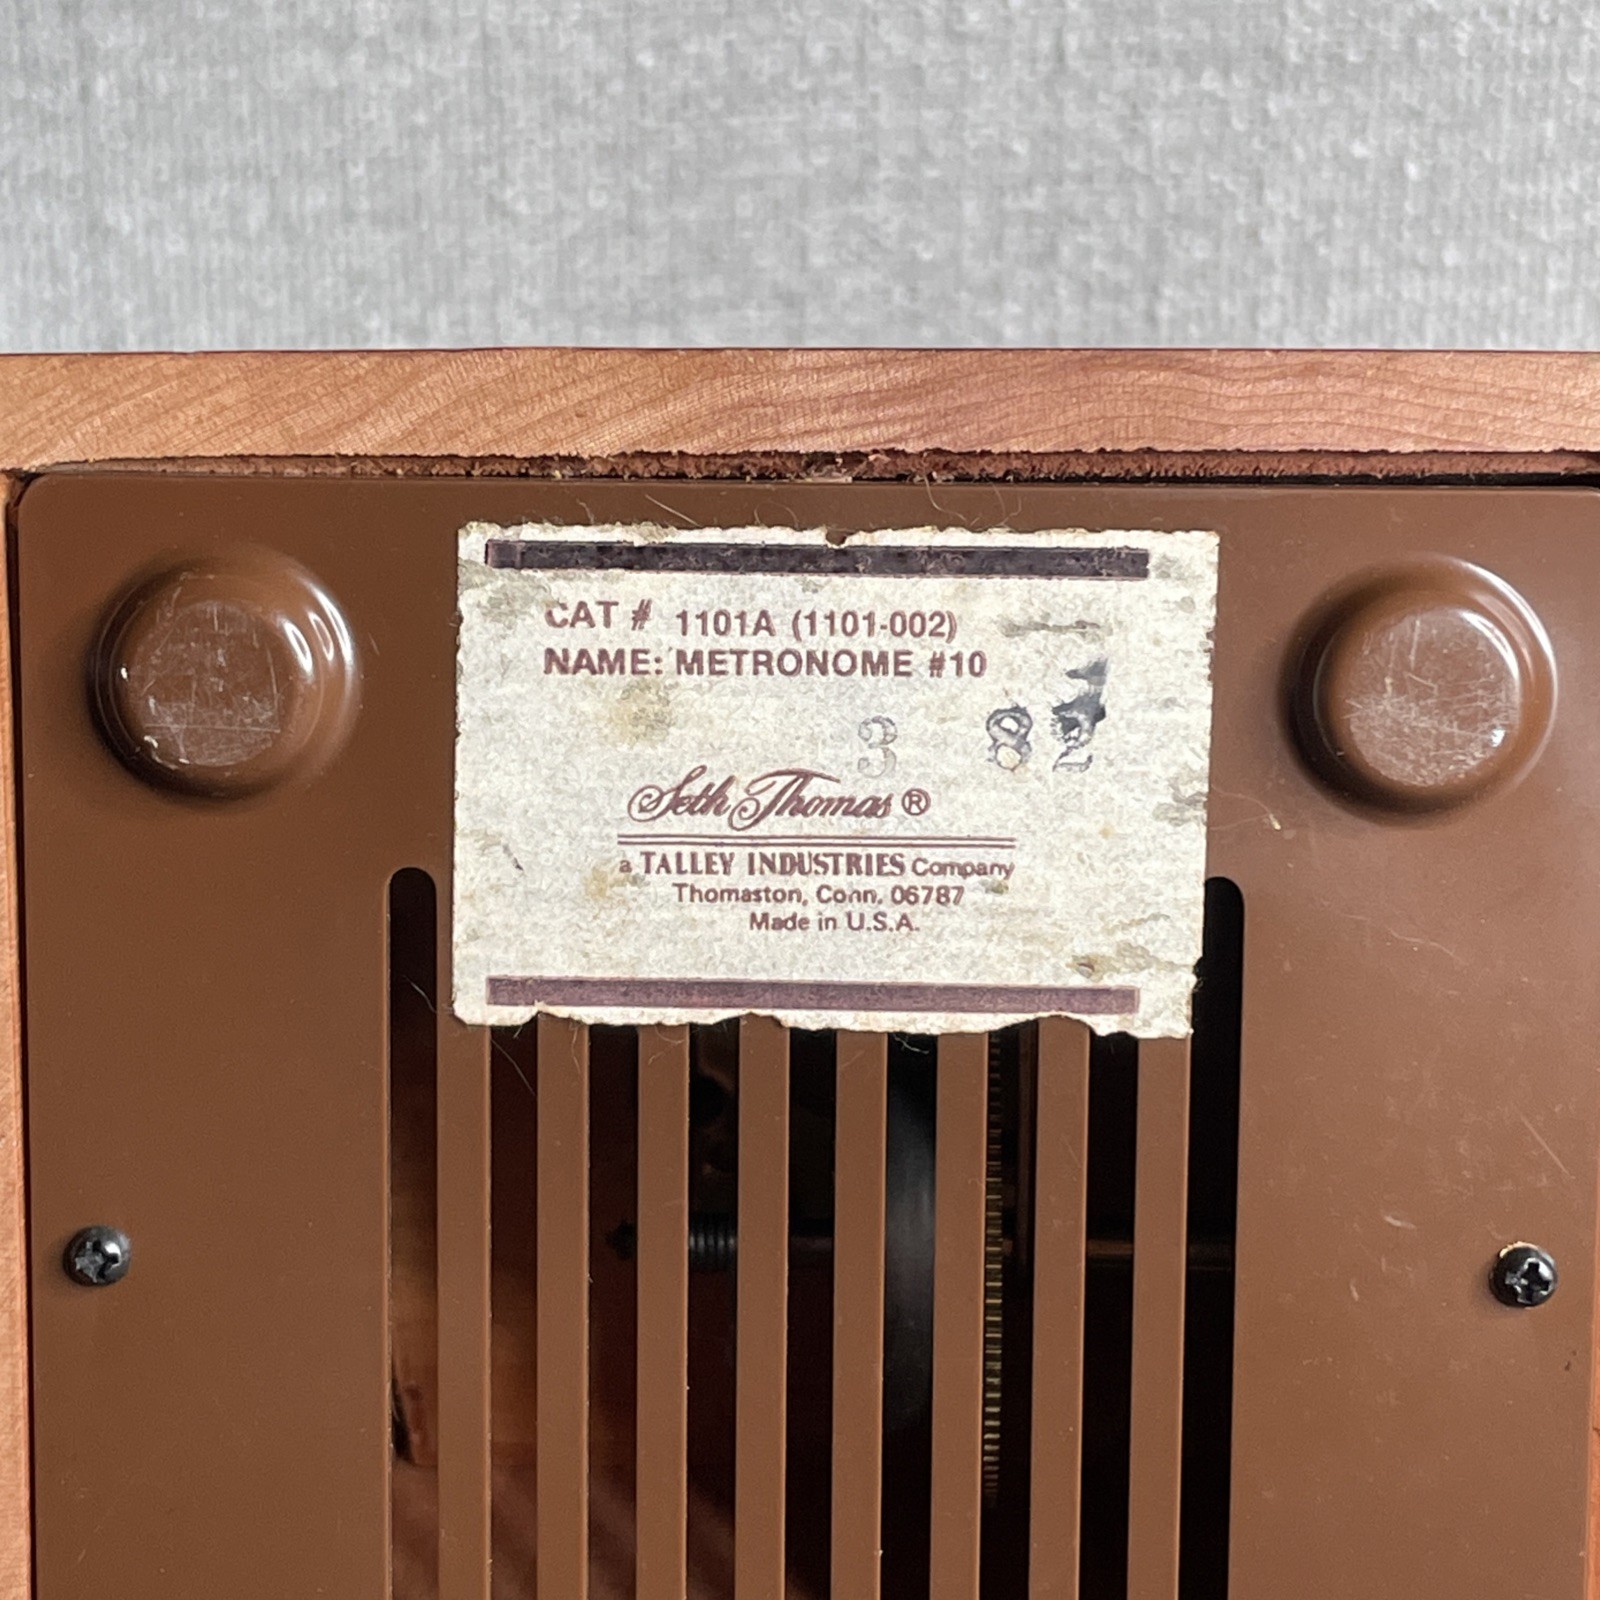 CAT # 1101A (1101-002)
NAME: METRONOME #10
3 82
Seth Thomas ®
a TALLEY INDUSTRIES Company
Thomaston, Conn. 06787
Made in U.S.A.